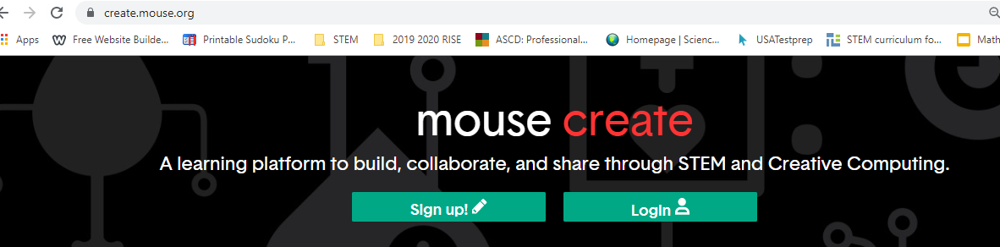 create.mouse.org
Apps Free Website Builde... Printable Sudoku P... STEM 2019 2020 RISE ASCD: Professional... Homepage | Scienc... USATestprep STEM curriculum fo... Math
mouse create
A learning platform to build, collaborate, and share through STEM and Creative Computing.
Sign up! Login